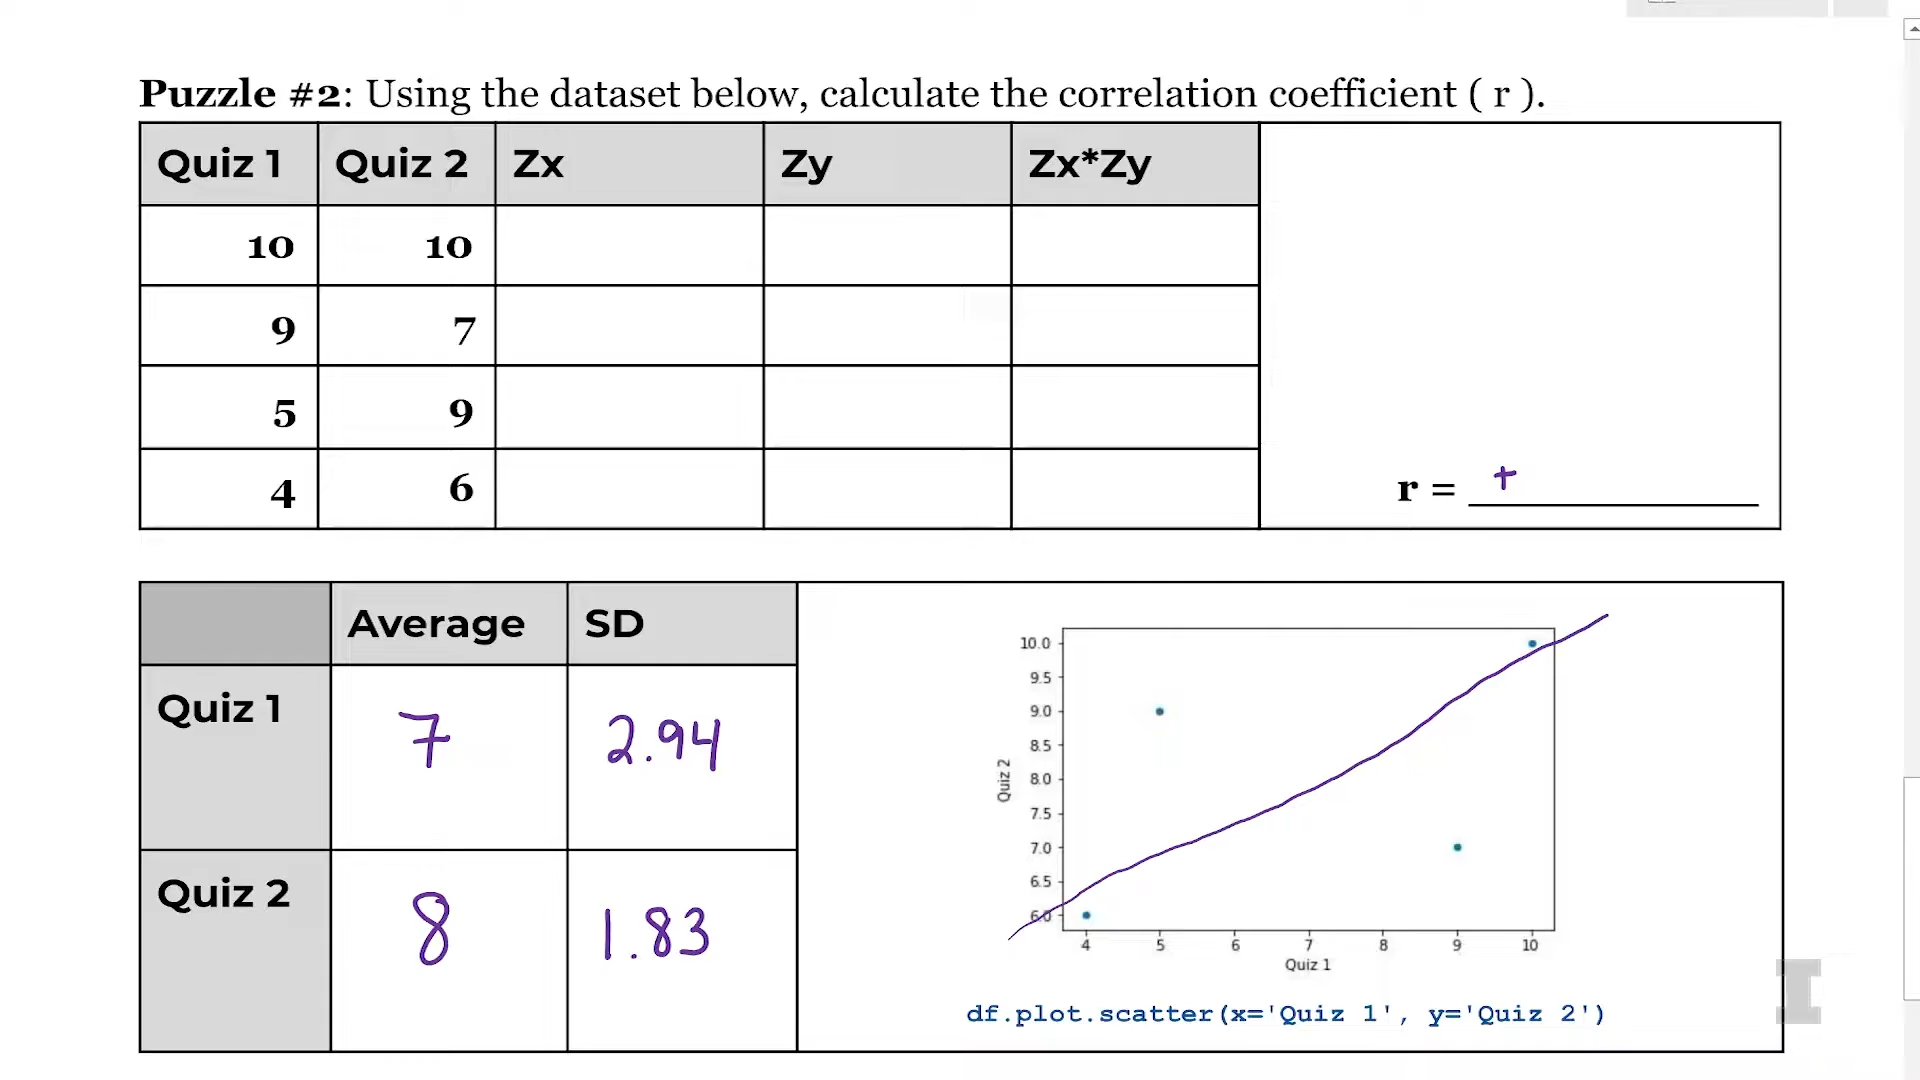 Puzzle #2: Using the dataset below, calculate the correlation coefficient ( r ).
Quiz 1 Quiz 2 Zx Zy Zx*Zy
10 10
9 7
5 9
4 6
r = +
Average SD
Quiz 1 7 2.94
Quiz 2 8 1.83
10.0
9.5
9.0
8.5
8.0
7.5
7.0
6.5
6.0
Quiz 2
4 5 6 7 8 9 10
Quiz 1
df.plot.scatter(x='Quiz 1', y='Quiz 2')